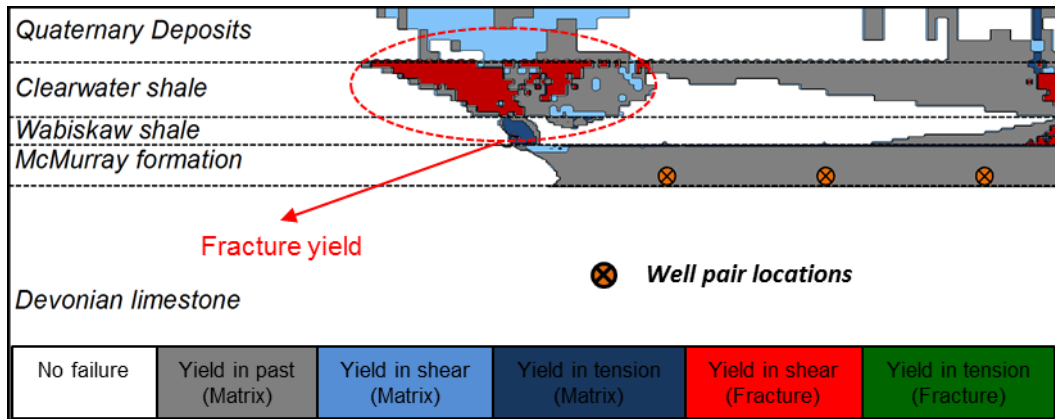 Quaternary Deposits
Clearwater shale
Wabiskaw shale
McMurray formation
Fracture yield
Well pair locations
Devonian limestone
No failure
Yield in past
(Matrix)
Yield in shear
(Matrix)
Yield in tension
(Matrix)
Yield in shear
(Fracture)
Yield in tension
(Fracture)